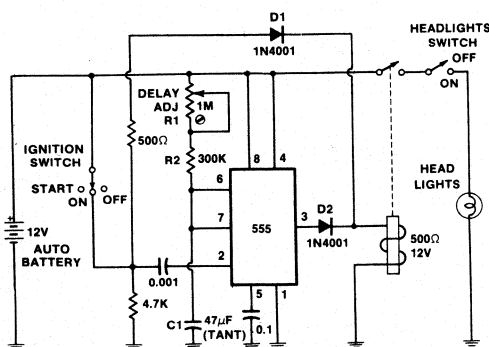 D1
1N4001
HEADLIGHTS
SWITCH
OFF
ON
DELAY
ADJ
R1
1M
500Ω
IGNITION
SWITCH
START
ON
OFF
R2
300K
8
4
6
7
2
555
3
D2
1N4001
5
1
HEAD
LIGHTS
500Ω
12V
+
12V
AUTO
BATTERY
0.001
4.7K
C1
47µF
(TANT)
0.1